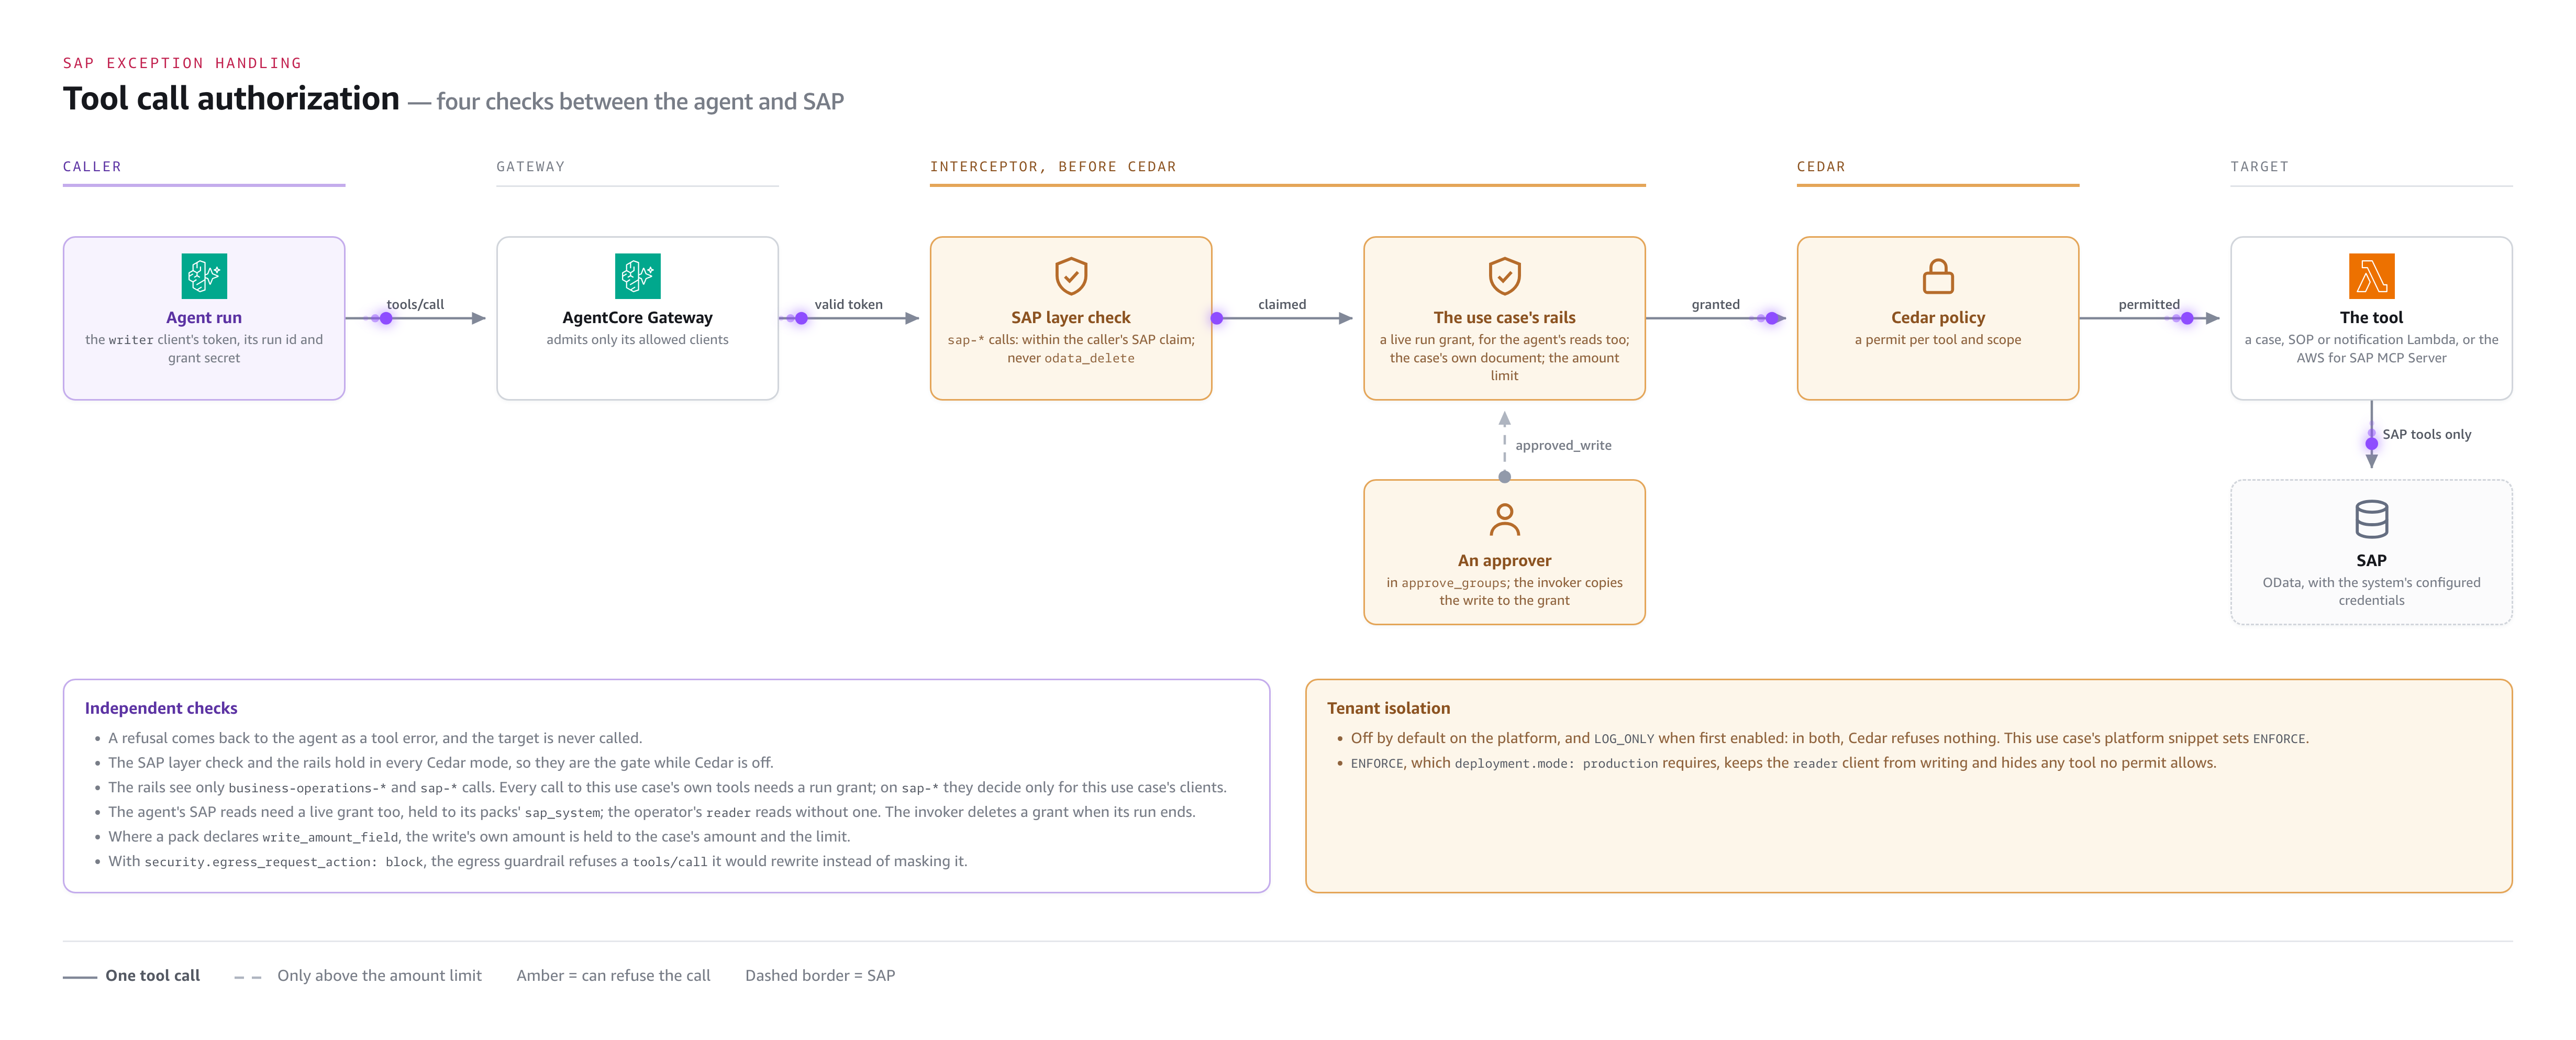 SAP EXCEPTION HANDLING
Tool call authorization — four checks between the agent and SAP
CALLER
GATEWAY
INTERCEPTOR, BEFORE CEDAR
CEDAR
TARGET
Agent run
the writer client's token, its run id and
grant secret
tools/call
AgentCore Gateway
admits only its allowed clients
valid token
SAP layer check
sap-* calls: within the caller's SAP claim;
never odata_delete
claimed
The use case's rails
a live run grant, for the agent's reads too;
the case's own document; the amount
limit
granted
Cedar policy
a permit per tool and scope
permitted
The tool
a case, SOP or notification Lambda, or the
AWS for SAP MCP Server
approved_write
SAP tools only
An approver
in approve_groups; the invoker copies
the write to the grant
SAP
OData, with the system's configured
credentials
Independent checks
• A refusal comes back to the agent as a tool error, and the target is never called.
• The SAP layer check and the rails hold in every Cedar mode, so they are the gate while Cedar is off.
• The rails see only business-operations-* and sap-* calls. Every call to this use case's own tools needs a run grant; on sap-* they decide only for this use case's clients.
• The agent's SAP reads need a live grant too, held to its packs' sap_system; the operator's reader reads without one. The invoker deletes a grant when its run ends.
• Where a pack declares write_amount_field, the write's own amount is held to the case's amount and the limit.
• With security.egress_request_action: block, the egress guardrail refuses a tools/call it would rewrite instead of masking it.
Tenant isolation
• Off by default on the platform, and LOG_ONLY when first enabled: in both, Cedar refuses nothing. This use case's platform snippet sets ENFORCE.
• ENFORCE, which deployment.mode: production requires, keeps the reader client from writing and hides any tool no permit allows.
One tool call
Only above the amount limit
Amber = can refuse the call
Dashed border = SAP